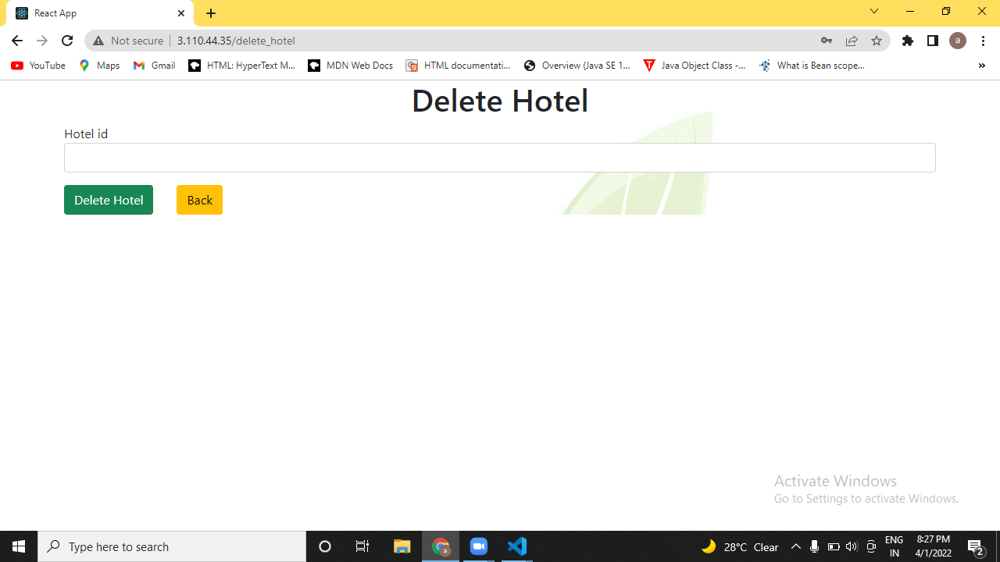 React App
Not secure
3.110.44.35/delete_hotel
a
YouTube
Maps
Gmail
HTML: HyperText M...
MDN Web Docs
HTML documentati...
Overview (Java SE 1...
Java Object Class -...
What is Bean scope...
»
Delete Hotel
Hotel id
Delete Hotel
Back
Activate Windows
Go to Settings to activate Windows.
Type here to search
a
28°C Clear
ENG
IN
8:27 PM
4/1/2022
2